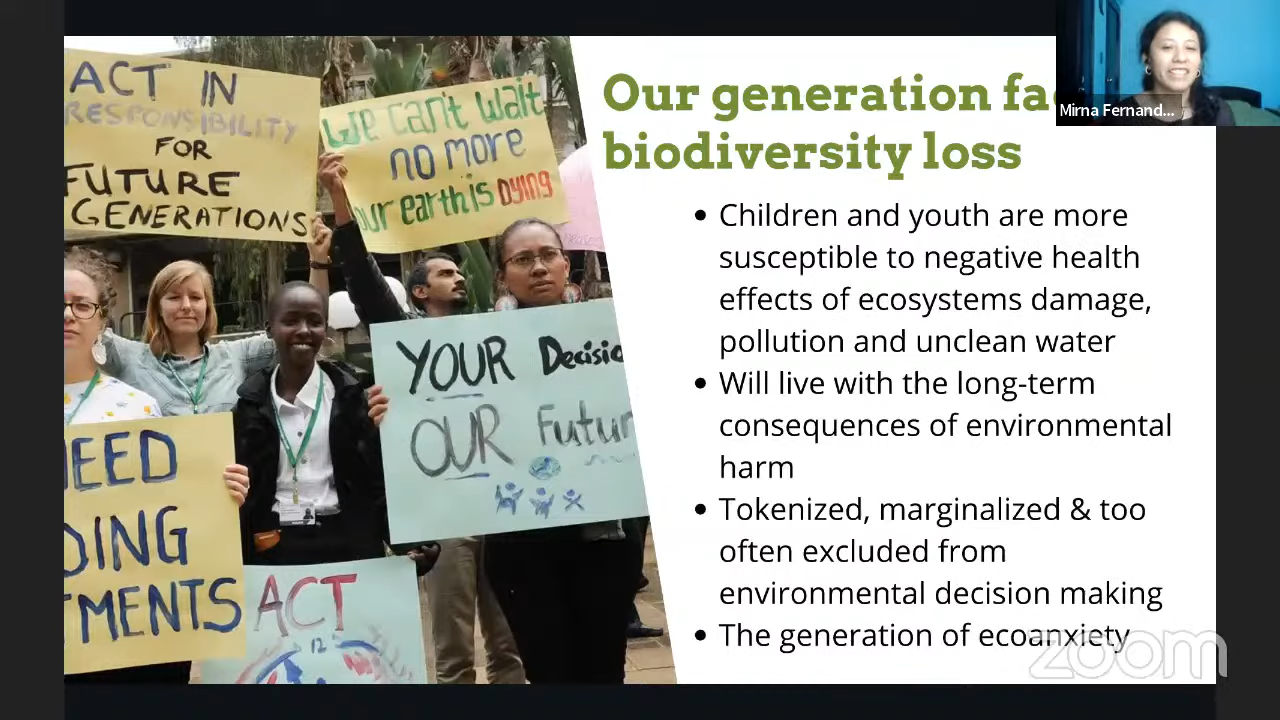 ACT IN
RESPONSIBILITY
FOR
FUTURE
GENERATIONS
We can't wait
no more
our earth is DYING
YOUR Decisio
OUR Futur
NEED
DING
TMENTS
ACT
12
Our generation fa
biodiversity loss
• Children and youth are more
susceptible to negative health
effects of ecosystems damage,
pollution and unclean water
• Will live with the long-term
consequences of environmental
harm
• Tokenized, marginalized & too
often excluded from
environmental decision making
• The generation of ecoanxiety
Mirna Fernand...
zoom